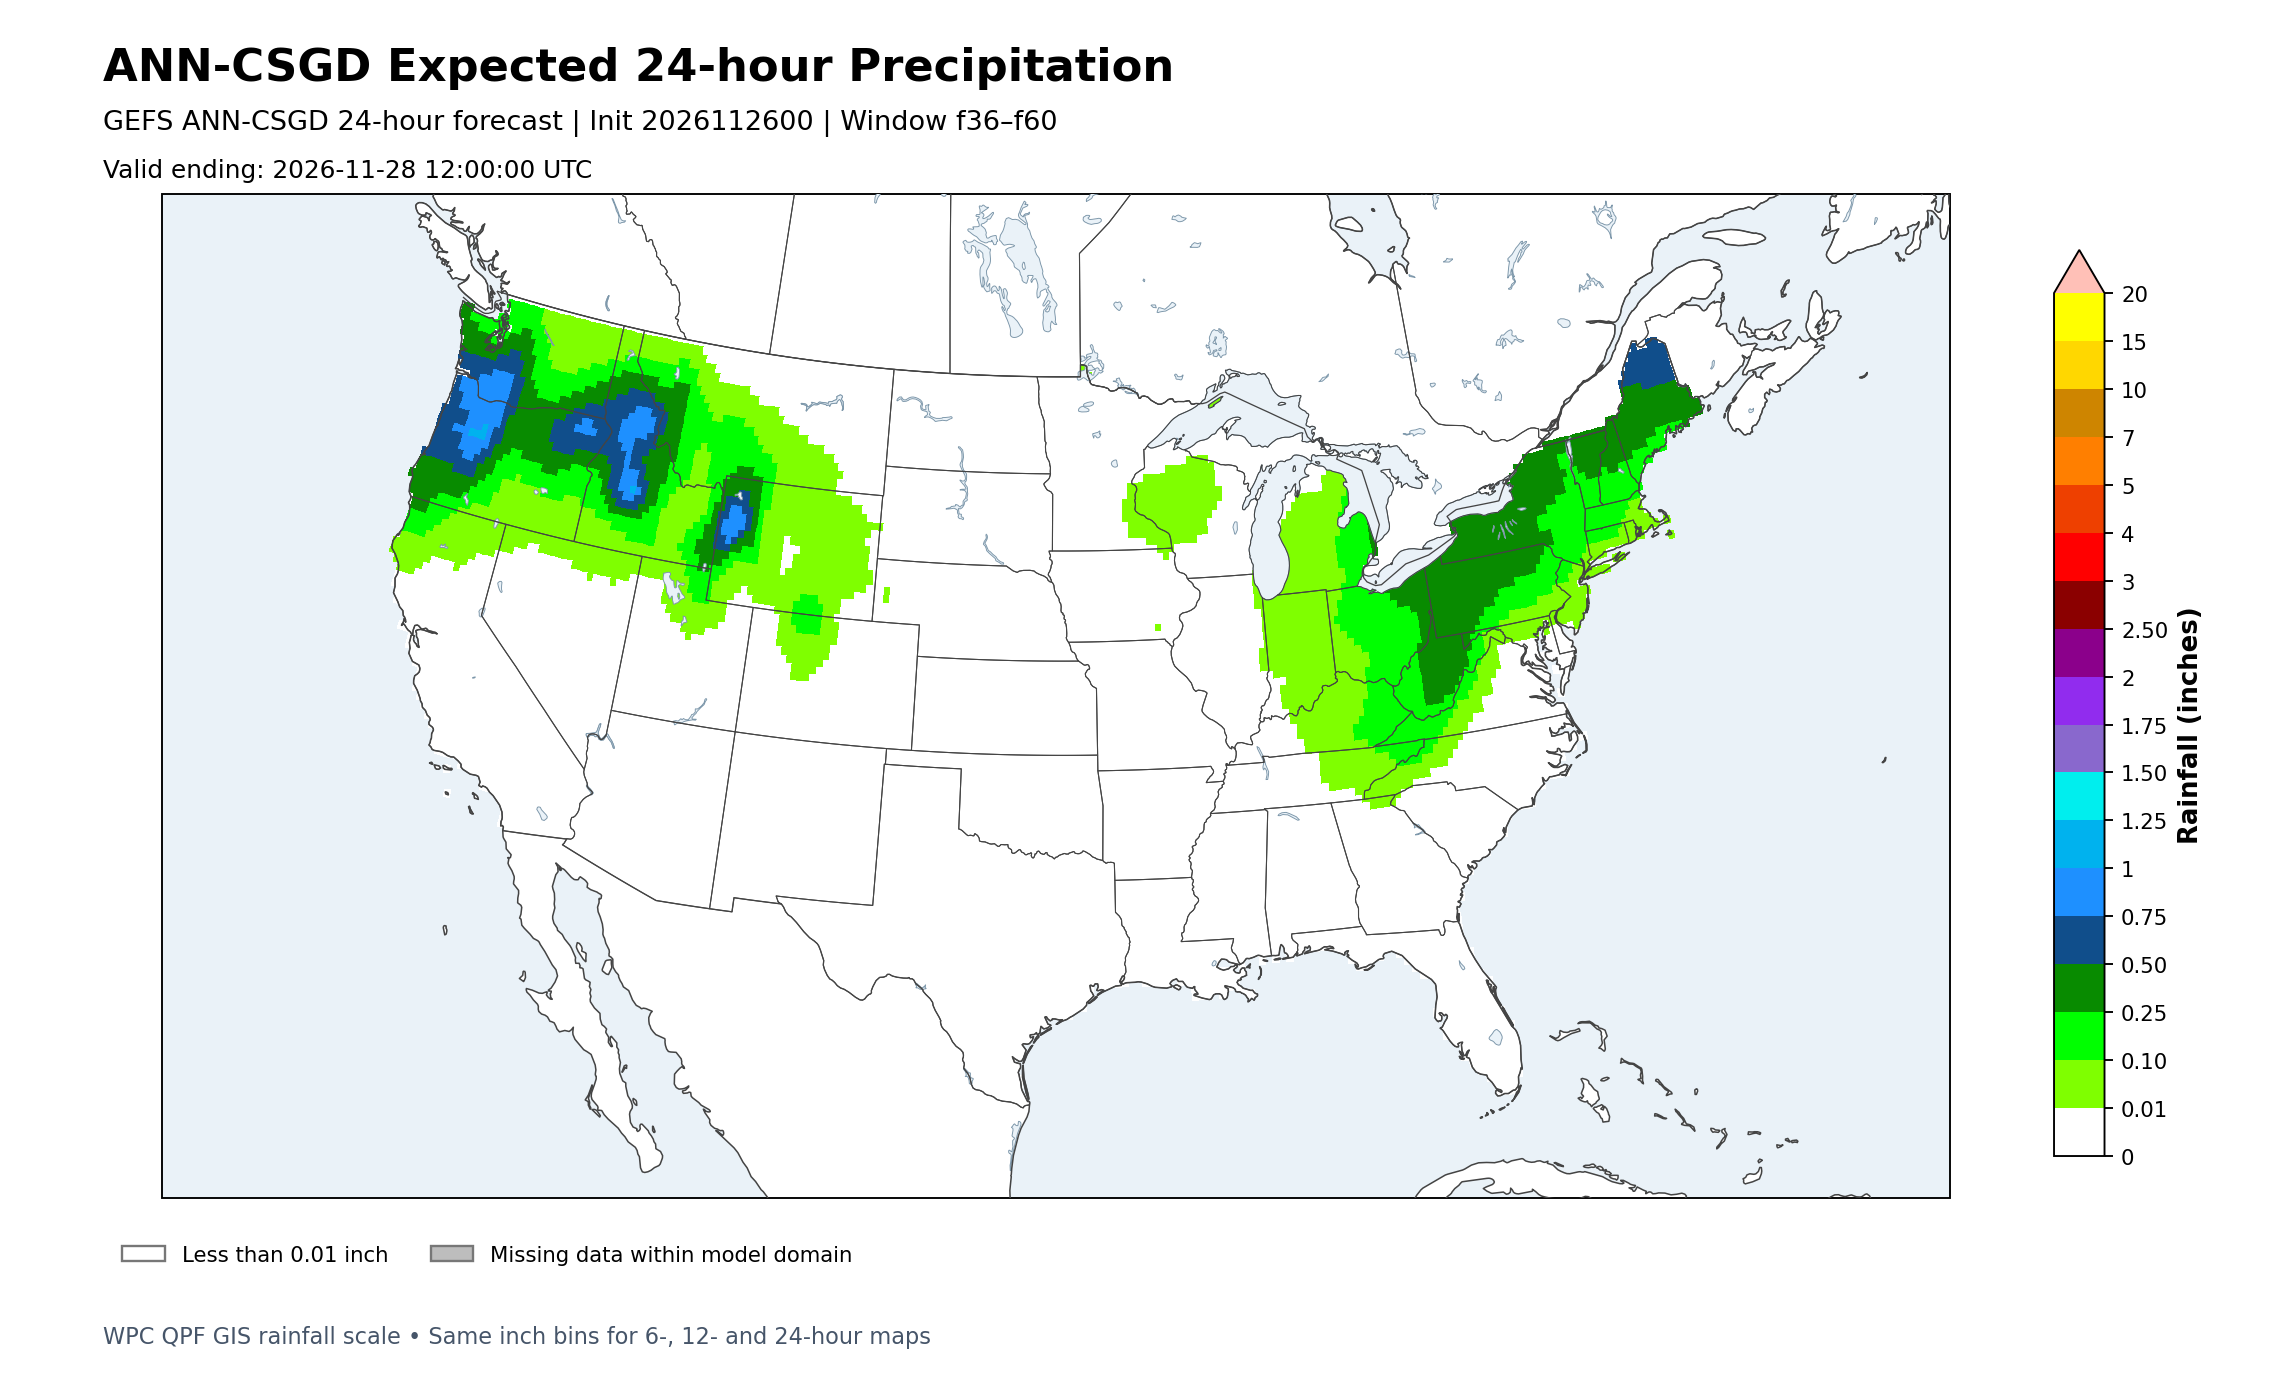 ANN-CSGD Expected 24-hour Precipitation
GEFS ANN-CSGD 24-hour forecast | Init 2026112600 | Window f36–f60
Valid ending: 2026-11-28 12:00:00 UTC
20
15
10
7
5
4
3
2.50
2
1.75
1.50
1.25
1
0.75
0.50
0.25
0.10
0.01
0
Rainfall (inches)
Less than 0.01 inch
Missing data within model domain
WPC QPF GIS rainfall scale • Same inch bins for 6-, 12- and 24-hour maps